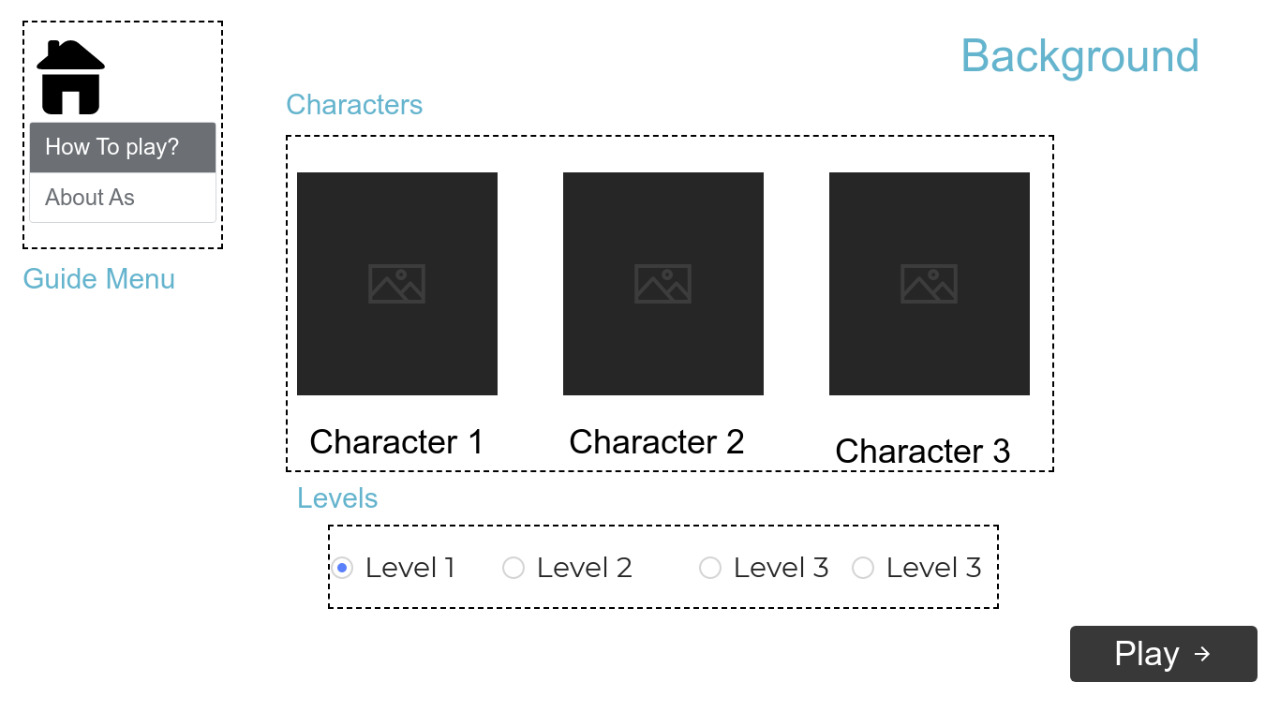 Background
Characters
How To play?
About As
Guide Menu
Character 1
Character 2
Character 3
Levels
Level 1
Level 2
Level 3
Level 3
Play